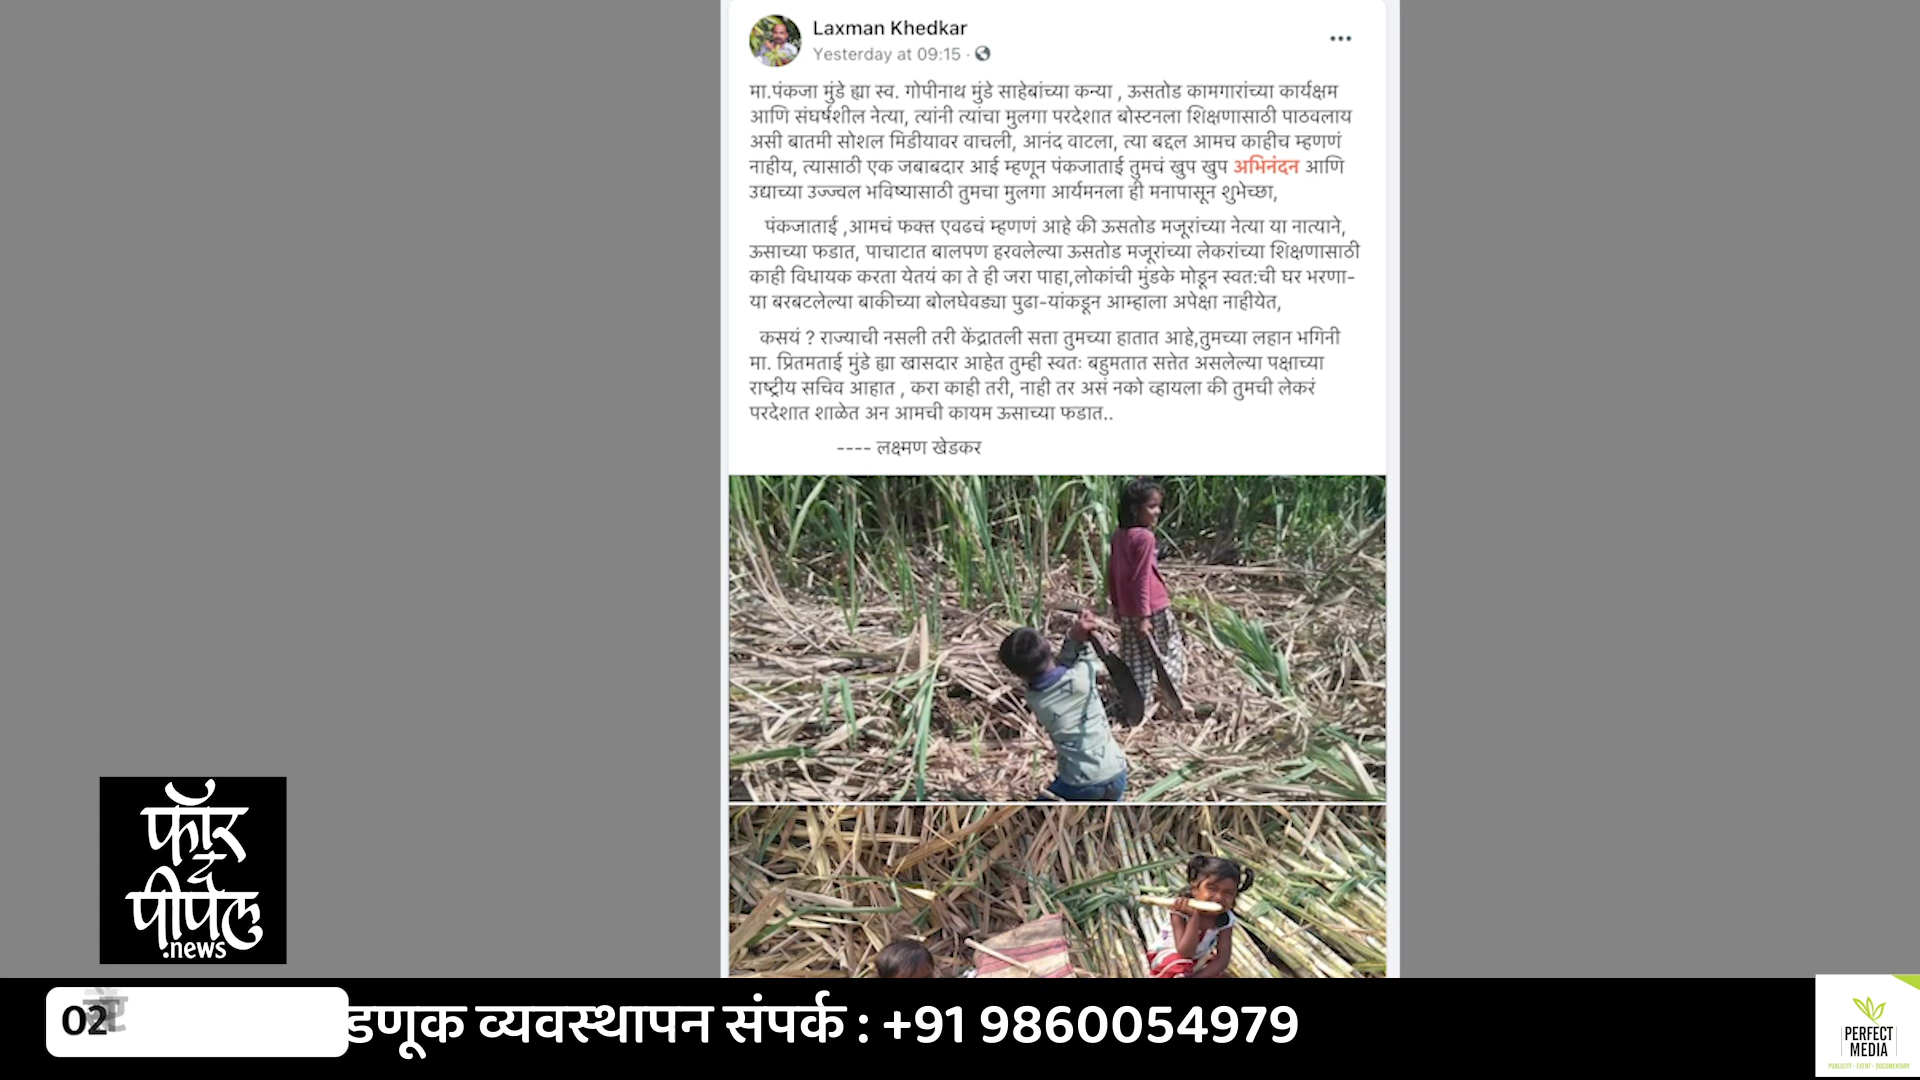 Laxman Khedkar
Yesterday at 09:15 ·
मा.पंकजा मुंडे ह्या स्व. गोपीनाथ मुंडे साहेबांच्या कन्या , ऊसतोड कामगारांच्या कार्यक्षम
आणि संघर्षशील नेत्या, त्यांनी त्यांचा मुलगा परदेशात बोस्टनला शिक्षणासाठी पाठवलाय
असी बातमी सोशल मिडीयावर वाचली, आनंद वाटला, त्या बद्दल आमच काहीच म्हणणं
नाहीय, त्यासाठी एक जबाबदार आई म्हणून पंकजाताई तुमचं खुप खुप अभिनंदन आणि
उद्याच्या उज्ज्वल भविष्यासाठी तुमचा मुलगा आर्यमनला ही मनापासून शुभेच्छा,
पंकजाताई ,आमचं फक्त एवढचं म्हणणं आहे की ऊसतोड मजूरांच्या नेत्या या नात्याने,
ऊसाच्या फडात, पाचाटात बालपण हरवलेल्या ऊसतोड मजूरांच्या लेकरांच्या शिक्षणासाठी
काही विधायक करता येतयं का ते ही जरा पाहा,लोकांची मुंडके मोडून स्वत:ची घर भरणा-
या बरबटलेल्या बाकीच्या बोलघेवड्या पुढा-यांकडून आम्हाला अपेक्षा नाहीयेत,
कसयं ? राज्याची नसली तरी केंद्रातली सत्ता तुमच्या हातात आहे,तुमच्या लहान भगिनी
मा. प्रितमताई मुंडे ह्या खासदार आहेत तुम्ही स्वतः बहुमतात सत्तेत असलेल्या पक्षाच्या
राष्ट्रीय सचिव आहात , करा काही तरी, नाही तर असं नको व्हायला की तुमची लेकरं
परदेशात शाळेत अन आमची कायम ऊसाच्या फडात..
---- लक्ष्मण खेडकर
फॉर
द
पीपल
.news
02
डणूक व्यवस्थापन संपर्क : +91 9860054979
PERFECT
MEDIA
PUBLICITY - EVENT - DOCUMENTARY